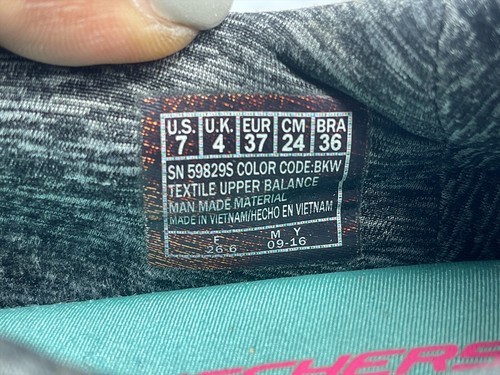 U.S. U.K. EUR CM BRA
7 4 37 24 36
SN 59829S COLOR CODE:BKW
TEXTILE UPPER BALANCE
MAN MADE MATERIAL
MADE IN VIETNAM/HECHO EN VIETNAM
F M Y
26-6 09-16
SKECHERS